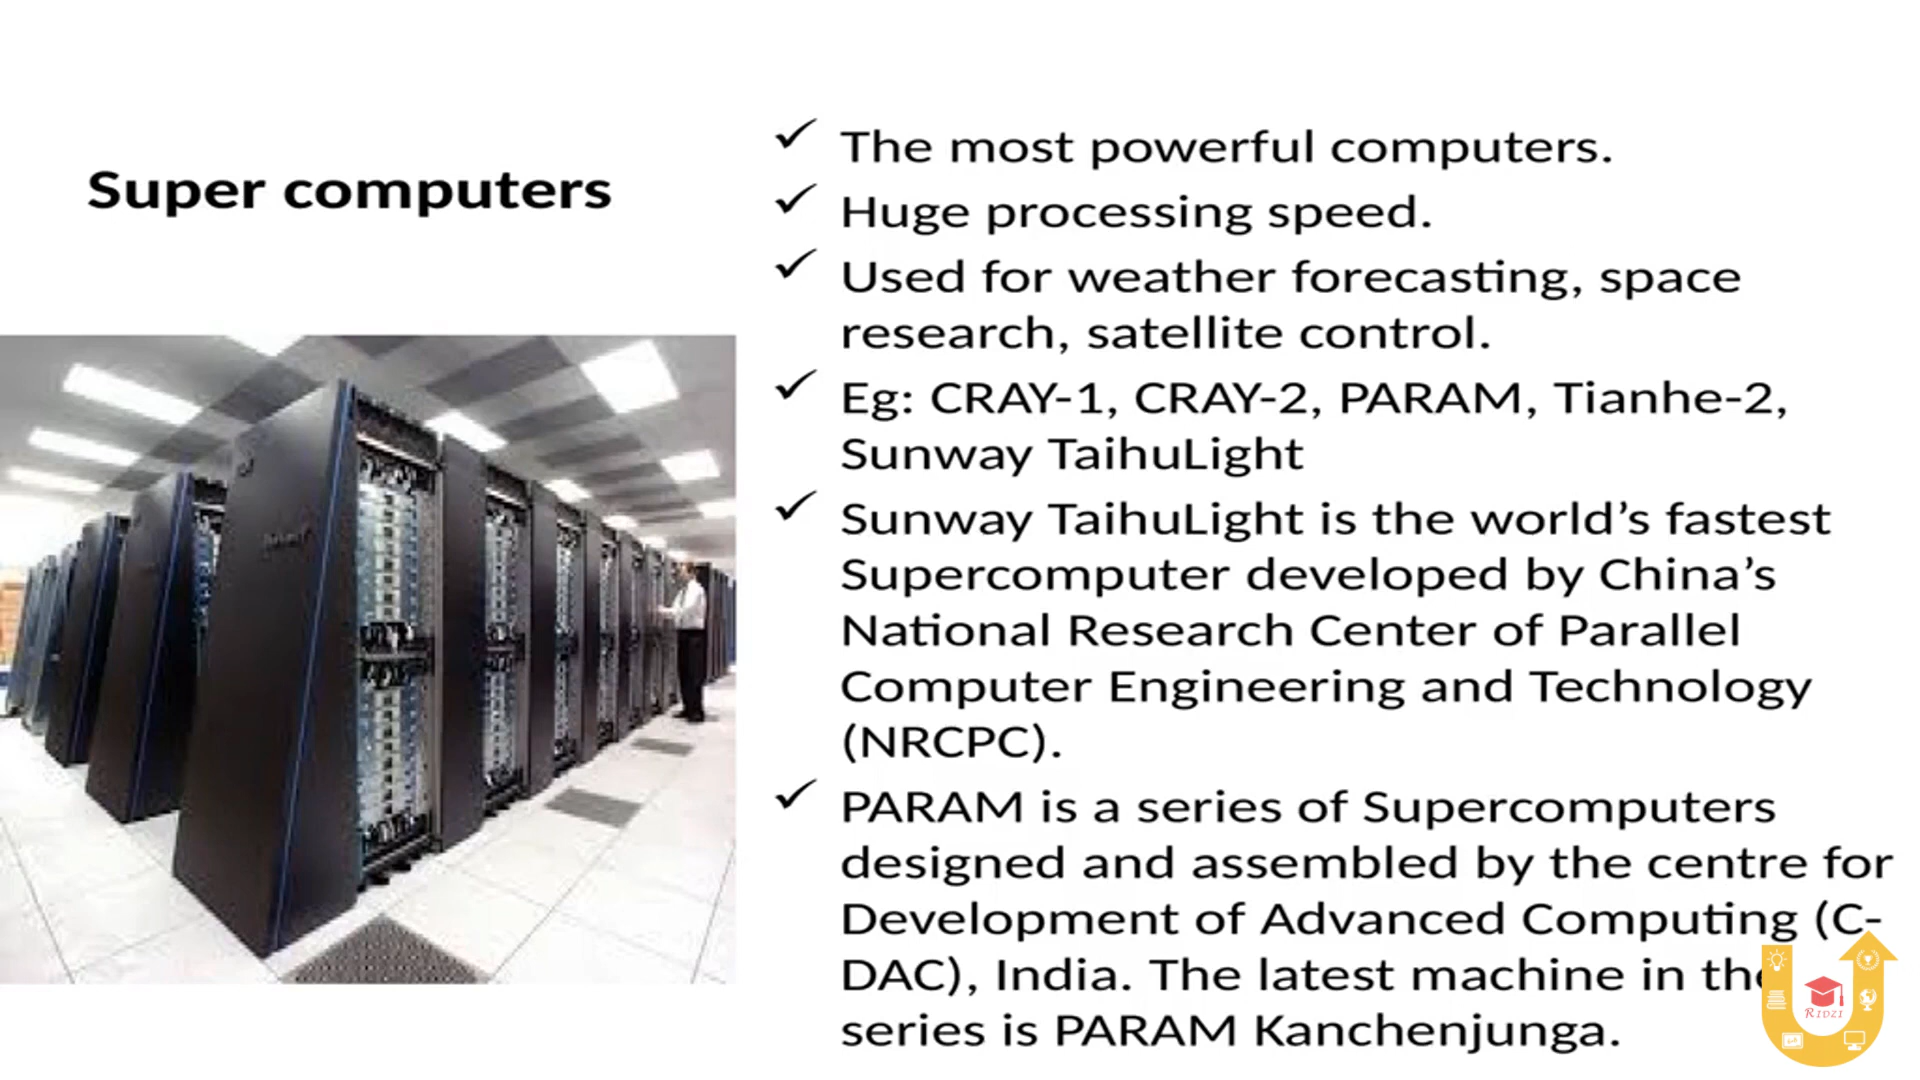 Super computers
The most powerful computers.
Huge processing speed.
Used for weather forecasting, space
research, satellite control.
Eg: CRAY-1, CRAY-2, PARAM, Tianhe-2,
Sunway TaihuLight
Sunway TaihuLight is the world’s fastest
Supercomputer developed by China’s
National Research Center of Parallel
Computer Engineering and Technology
(NRCPC).
PARAM is a series of Supercomputers
designed and assembled by the centre for
Development of Advanced Computing (C-
DAC), India. The latest machine in the
series is PARAM Kanchenjunga.
RIDZI